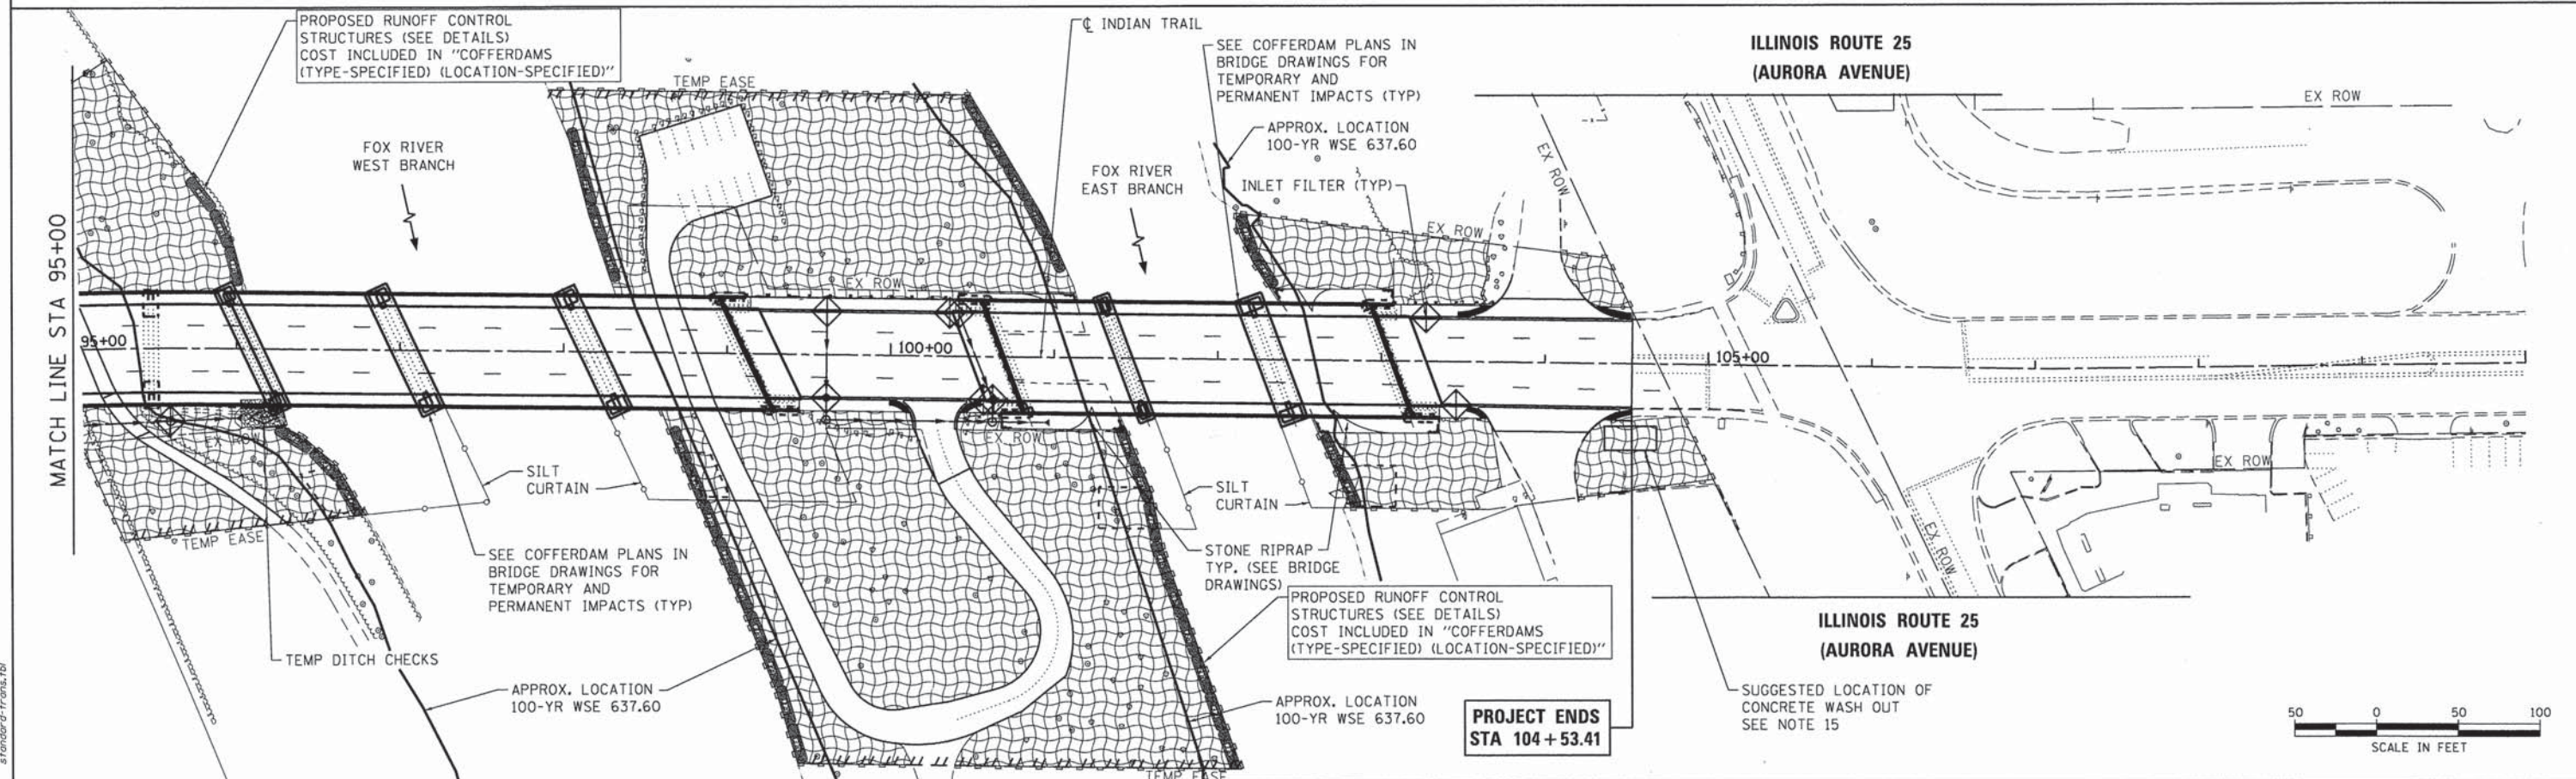 PROPOSED RUNOFF CONTROL
STRUCTURES (SEE DETAILS)
COST INCLUDED IN "COFFERDAMS
(TYPE-SPECIFIED) (LOCATION-SPECIFIED)"
TEMP EASE
℄ INDIAN TRAIL
SEE COFFERDAM PLANS IN
BRIDGE DRAWINGS FOR
TEMPORARY AND
PERMANENT IMPACTS (TYP)
ILLINOIS ROUTE 25
(AURORA AVENUE)
EX ROW
FOX RIVER
WEST BRANCH
FOX RIVER
EAST BRANCH
APPROX. LOCATION
100-YR WSE 637.60
INLET FILTER (TYP)
EX ROW
EX ROW
EX ROW
MATCH LINE STA 95+00
95+00
100+00
105+00
EX ROW
EX ROW
EX ROW
EX ROW
SILT
CURTAIN
SILT
CURTAIN
TEMP EASE
SEE COFFERDAM PLANS IN
BRIDGE DRAWINGS FOR
TEMPORARY AND
PERMANENT IMPACTS (TYP)
STONE RIPRAP
TYP. (SEE BRIDGE
DRAWINGS)
PROPOSED RUNOFF CONTROL
STRUCTURES (SEE DETAILS)
COST INCLUDED IN "COFFERDAMS
(TYPE-SPECIFIED) (LOCATION-SPECIFIED)"
ILLINOIS ROUTE 25
(AURORA AVENUE)
TEMP DITCH CHECKS
APPROX. LOCATION
100-YR WSE 637.60
APPROX. LOCATION
100-YR WSE 637.60
PROJECT ENDS
STA 104+53.41
SUGGESTED LOCATION OF
CONCRETE WASH OUT
SEE NOTE 15
50 0 50 100
SCALE IN FEET
TEMP EASE
standard-trans.tbl